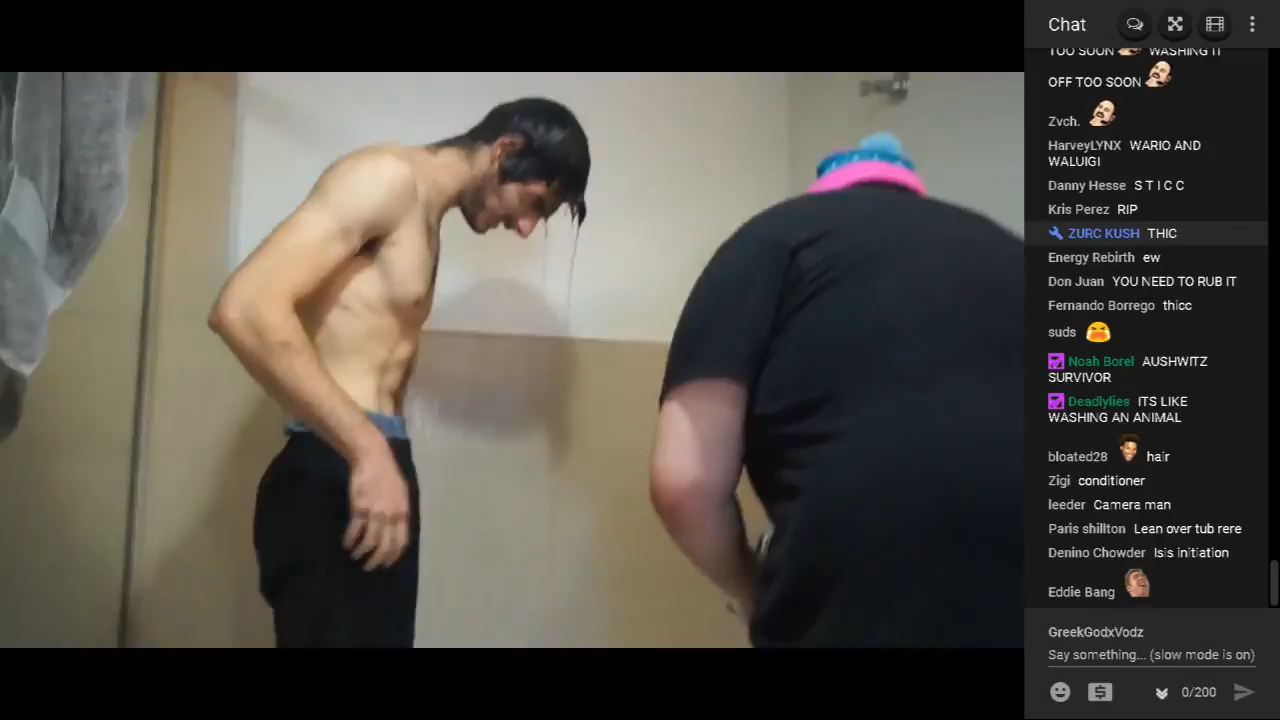 Chat
TOO SOON WASHING IT
OFF TOO SOON
Zvch.
HarveyLYNX WARIO AND
WALUIGI
Danny Hesse S T I C C
Kris Perez RIP
ZURC KUSH THIC
Energy Rebirth ew
Don Juan YOU NEED TO RUB IT
Fernando Borrego thicc
suds
Noah Borel AUSHWITZ
SURVIVOR
Deadlylies ITS LIKE
WASHING AN ANIMAL
bloated28 hair
Zigi conditioner
leeder Camera man
Paris shillton Lean over tub rere
Denino Chowder Isis initiation
Eddie Bang
GreekGodxVodz
Say something... (slow mode is on)
0/200